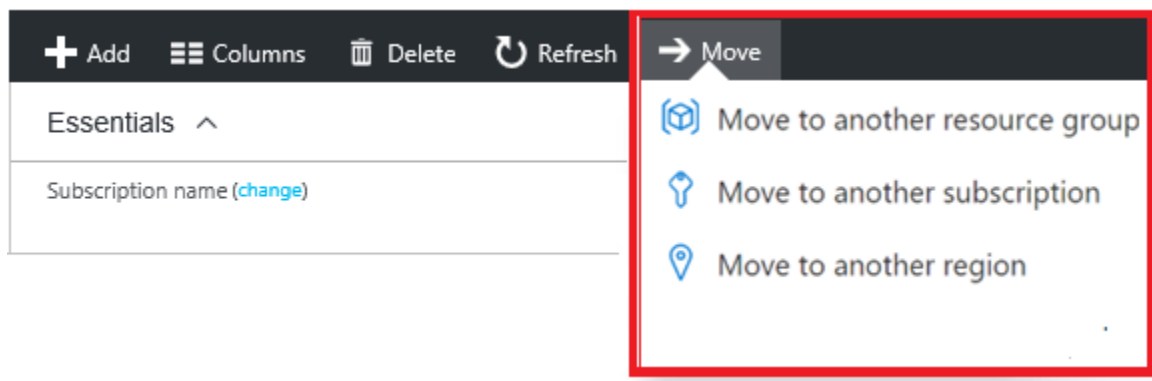 Add Columns Delete Refresh Move
Essentials
Subscription name (change)
Move to another resource group
Move to another subscription
Move to another region